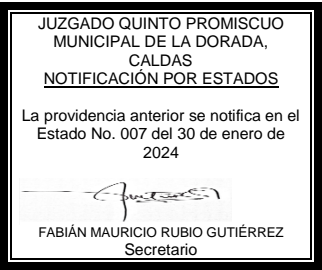 JUZGADO QUINTO PROMISCUO
MUNICIPAL DE LA DORADA,
CALDAS
NOTIFICACIÓN POR ESTADOS
La providencia anterior se notifica en el
Estado No. 007 del 30 de enero de
2024
FABIÁN MAURICIO RUBIO GUTIÉRREZ
Secretario